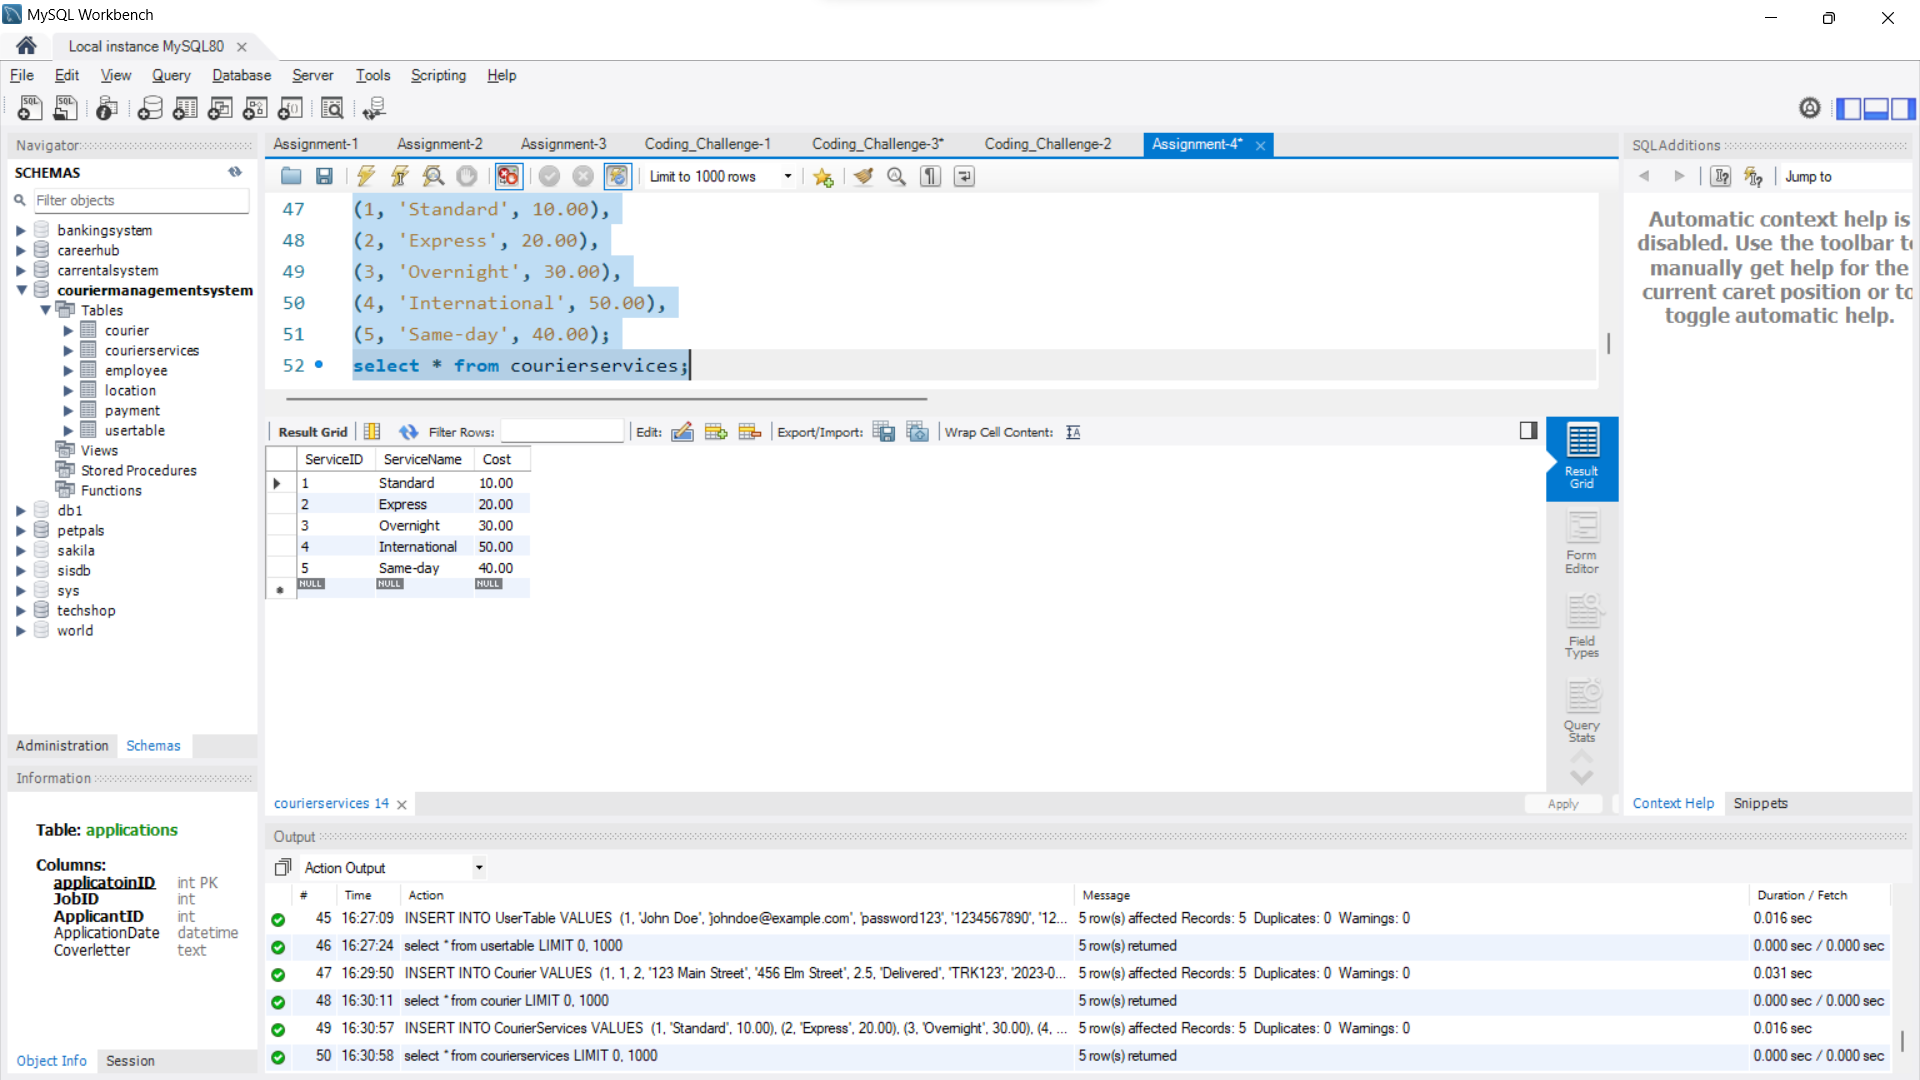 MySQL Workbench
Local instance MySQL80
File Edit View Query Database Server Tools Scripting Help
Navigator
SCHEMAS
Filter objects
bankingsystem
careerhub
carrentalsystem
couriermanagementsystem
Tables
courier
courierservices
employee
location
payment
usertable
Views
Stored Procedures
Functions
db1
petpals
sakila
sisdb
sys
techshop
world
Administration Schemas
Information
Table: applications
Columns:
applicatoinID int PK
JobID int
ApplicantID int
ApplicationDate datetime
Coverletter text
Object Info Session
Assignment-1 Assignment-2 Assignment-3 Coding_Challenge-1 Coding_Challenge-3* Coding_Challenge-2 Assignment-4*
Limit to 1000 rows
47 (1, 'Standard', 10.00),
48 (2, 'Express', 20.00),
49 (3, 'Overnight', 30.00),
50 (4, 'International', 50.00),
51 (5, 'Same-day', 40.00);
52 select * from courierservices;
Result Grid Filter Rows: Edit: Export/Import: Wrap Cell Content:
ServiceID ServiceName Cost
1 Standard 10.00
2 Express 20.00
3 Overnight 30.00
4 International 50.00
5 Same-day 40.00
NULL NULL NULL
Result Grid
Form Editor
Field Types
Query Stats
courierservices 14
Apply
SQLAdditions
Jump to
Automatic context help is
disabled. Use the toolbar t
manually get help for the
current caret position or to
toggle automatic help.
Context Help Snippets
Output
Action Output
# Time Action Message Duration / Fetch
45 16:27:09 INSERT INTO UserTable VALUES (1, 'John Doe', 'johndoe@example.com', 'password123', '1234567890', '12... 5 row(s) affected Records: 5 Duplicates: 0 Warnings: 0 0.016 sec
46 16:27:24 select * from usertable LIMIT 0, 1000 5 row(s) returned 0.000 sec / 0.000 sec
47 16:29:50 INSERT INTO Courier VALUES (1, 1, 2, '123 Main Street', '456 Elm Street', 2.5, 'Delivered', 'TRK123', '2023-0... 5 row(s) affected Records: 5 Duplicates: 0 Warnings: 0 0.031 sec
48 16:30:11 select * from courier LIMIT 0, 1000 5 row(s) returned 0.000 sec / 0.000 sec
49 16:30:57 INSERT INTO CourierServices VALUES (1, 'Standard', 10.00), (2, 'Express', 20.00), (3, 'Overnight', 30.00), (4, ... 5 row(s) affected Records: 5 Duplicates: 0 Warnings: 0 0.016 sec
50 16:30:58 select * from courierservices LIMIT 0, 1000 5 row(s) returned 0.000 sec / 0.000 sec